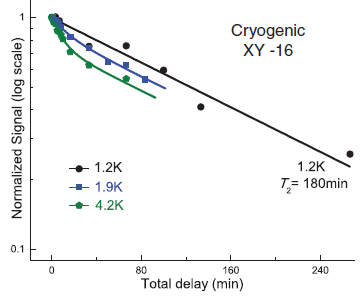 Cryogenic
XY -16
Normalized Signal (log scale)
1
0.1
1.2K
1.9K
4.2K
1.2K
T2= 180min
0
80
160
240
Total delay (min)